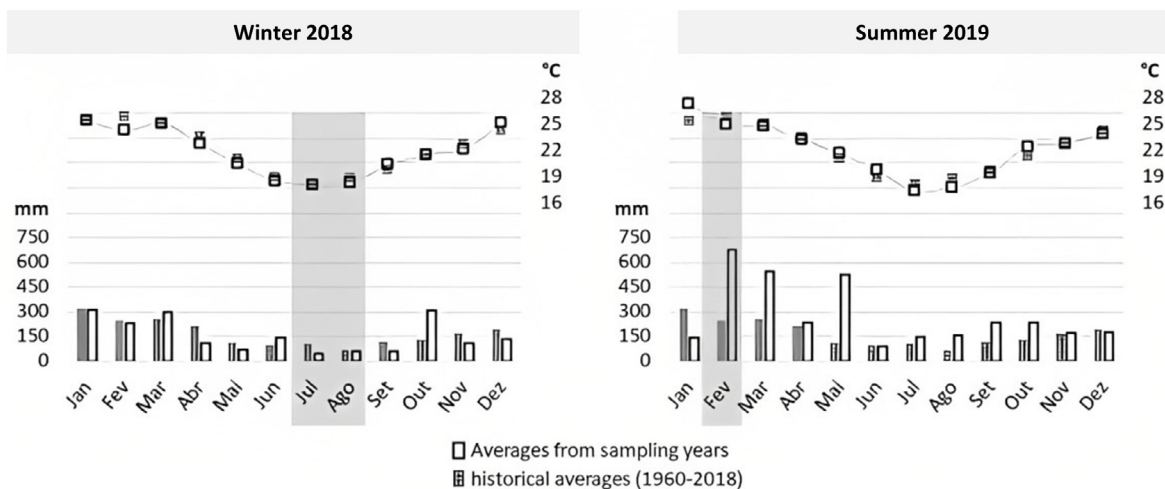 Winter 2018
°C
28
25
22
19
16
mm
750
600
450
300
150
0
Jan Fev Mar Abr Mai Jun Jul Ago Set Out Nov Dez
Summer 2019
°C
28
25
22
19
16
mm
750
600
450
300
150
0
Jan Fev Mar Abr Mai Jun Jul Ago Set Out Nov Dez
Averages from sampling years
historical averages (1960-2018)